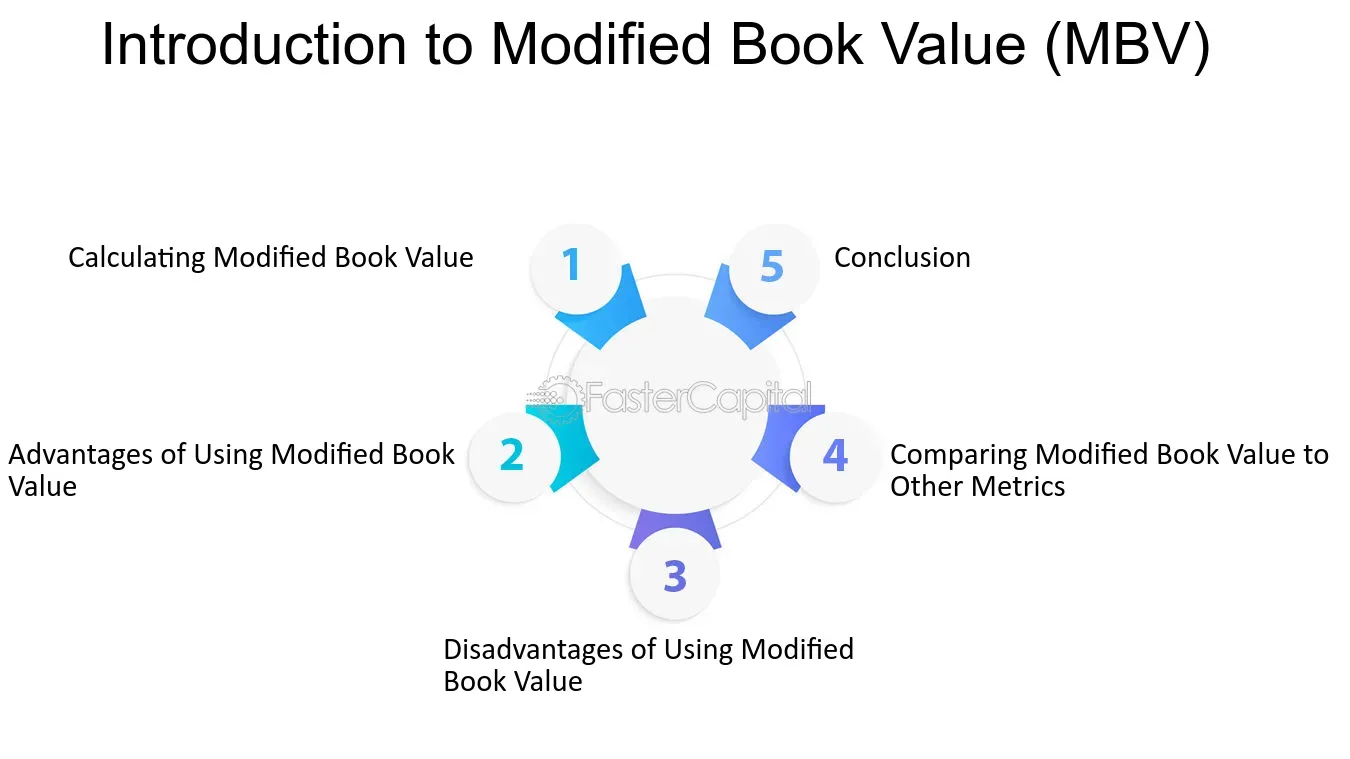 Introduction to Modified Book Value (MBV)
1
Calculating Modified Book Value
2
Advantages of Using Modified Book
Value
3
Disadvantages of Using Modified
Book Value
4
Comparing Modified Book Value to
Other Metrics
5
Conclusion
FasterCapital